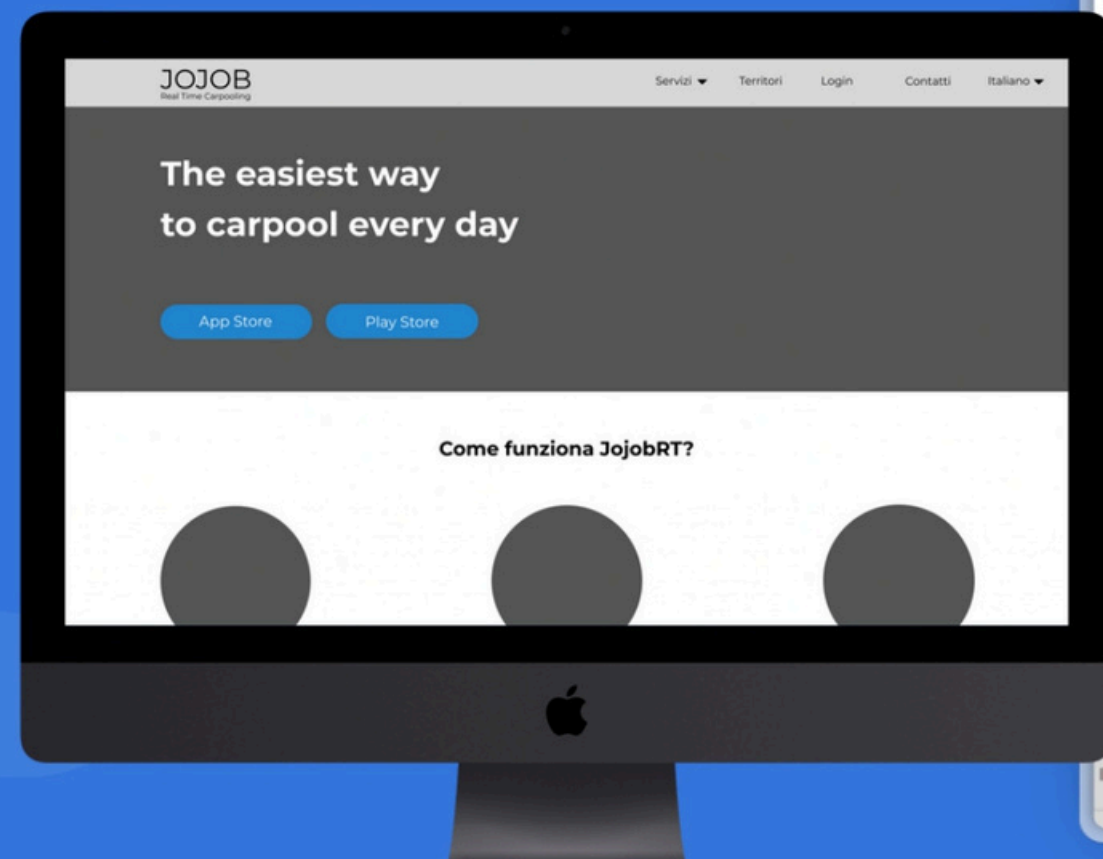 JOJOB
Real Time Carpooling
Servizi
Territori
Login
Contatti
Italiano
The easiest way
to carpool every day
App Store
Play Store
Come funziona JojobRT?